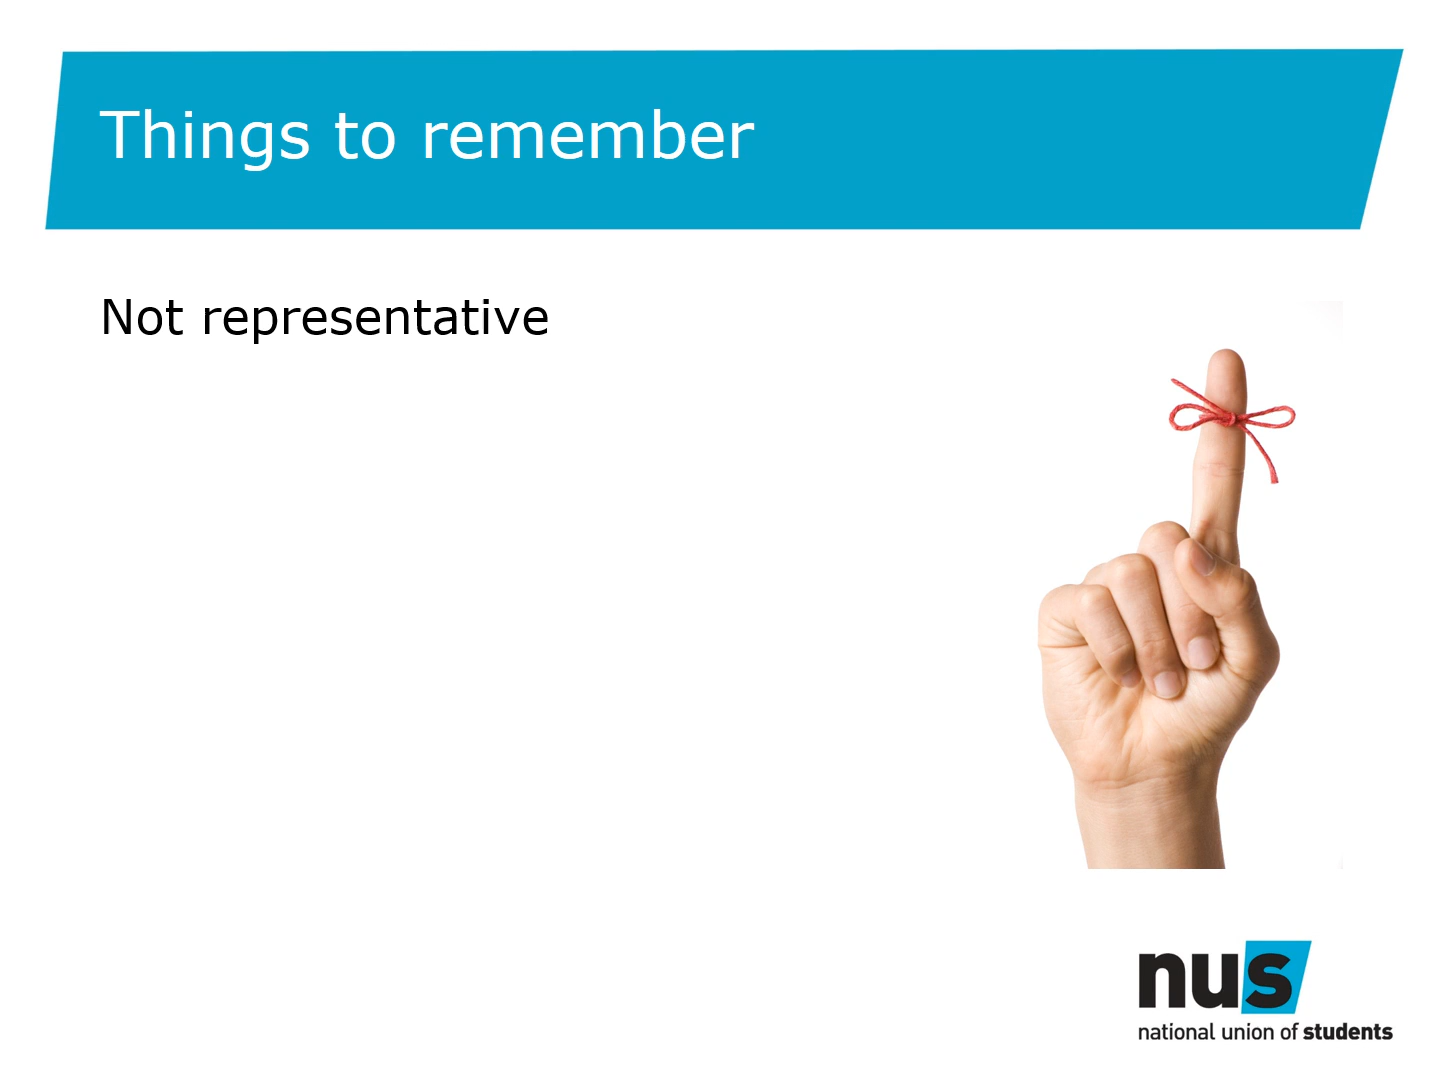 Things to remember
Not representative
nus
national union of students